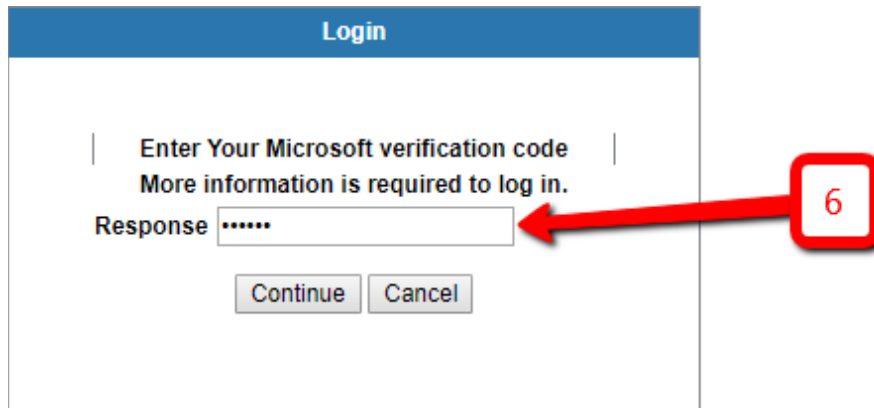 Login
Enter Your Microsoft verification code
More information is required to log in.
Response ••••••
6
Continue Cancel